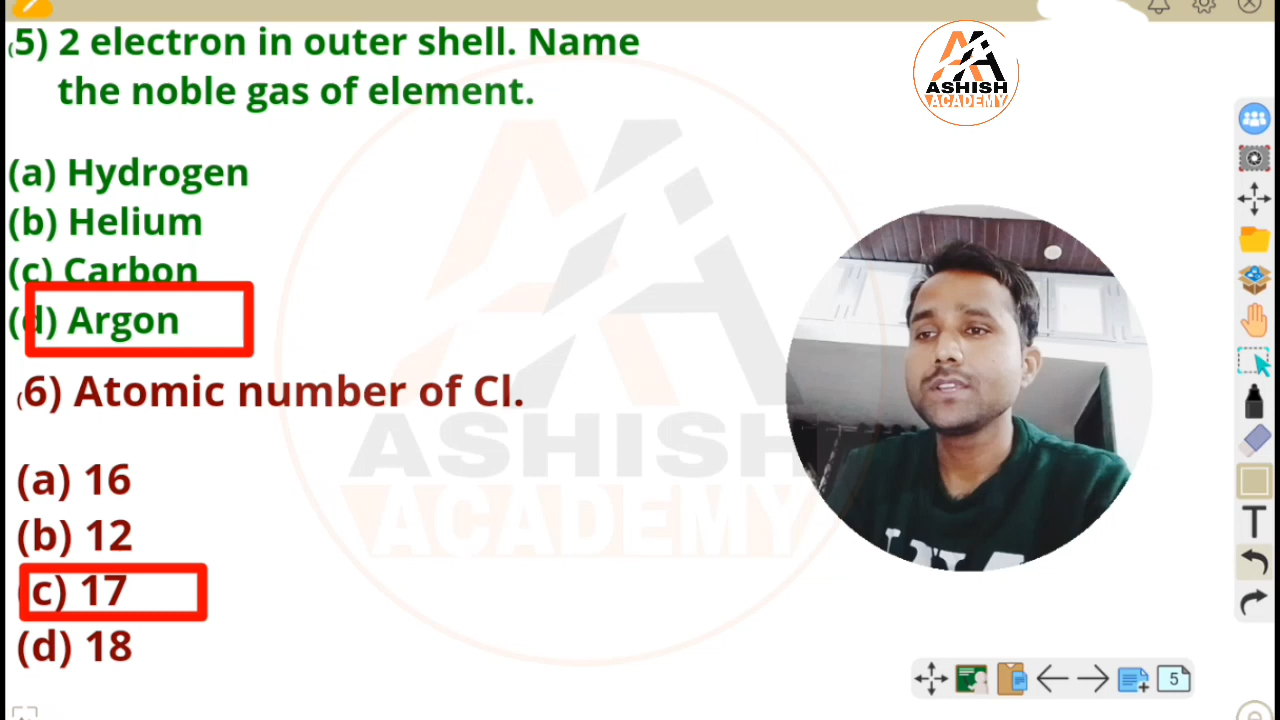 (5) 2 electron in outer shell. Name
the noble gas of element.
(a) Hydrogen
(b) Helium
(c) Carbon
(d) Argon
(6) Atomic number of Cl.
(a) 16
(b) 12
(c) 17
(d) 18
ASHISH
ACADEMY
ASHISH
ACADEMY
T
5